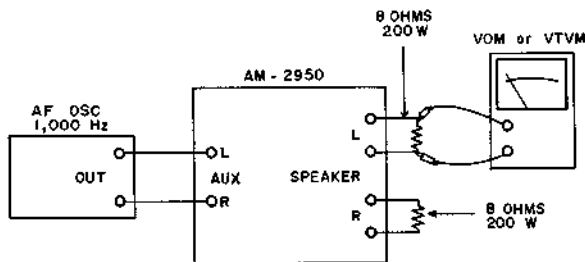 8 OHMS
200 W
VOM or VTVM
AM - 2950
AF OSC
1,000 Hz
L
L
OUT
AUX
SPEAKER
R
R
8 OHMS
200 W